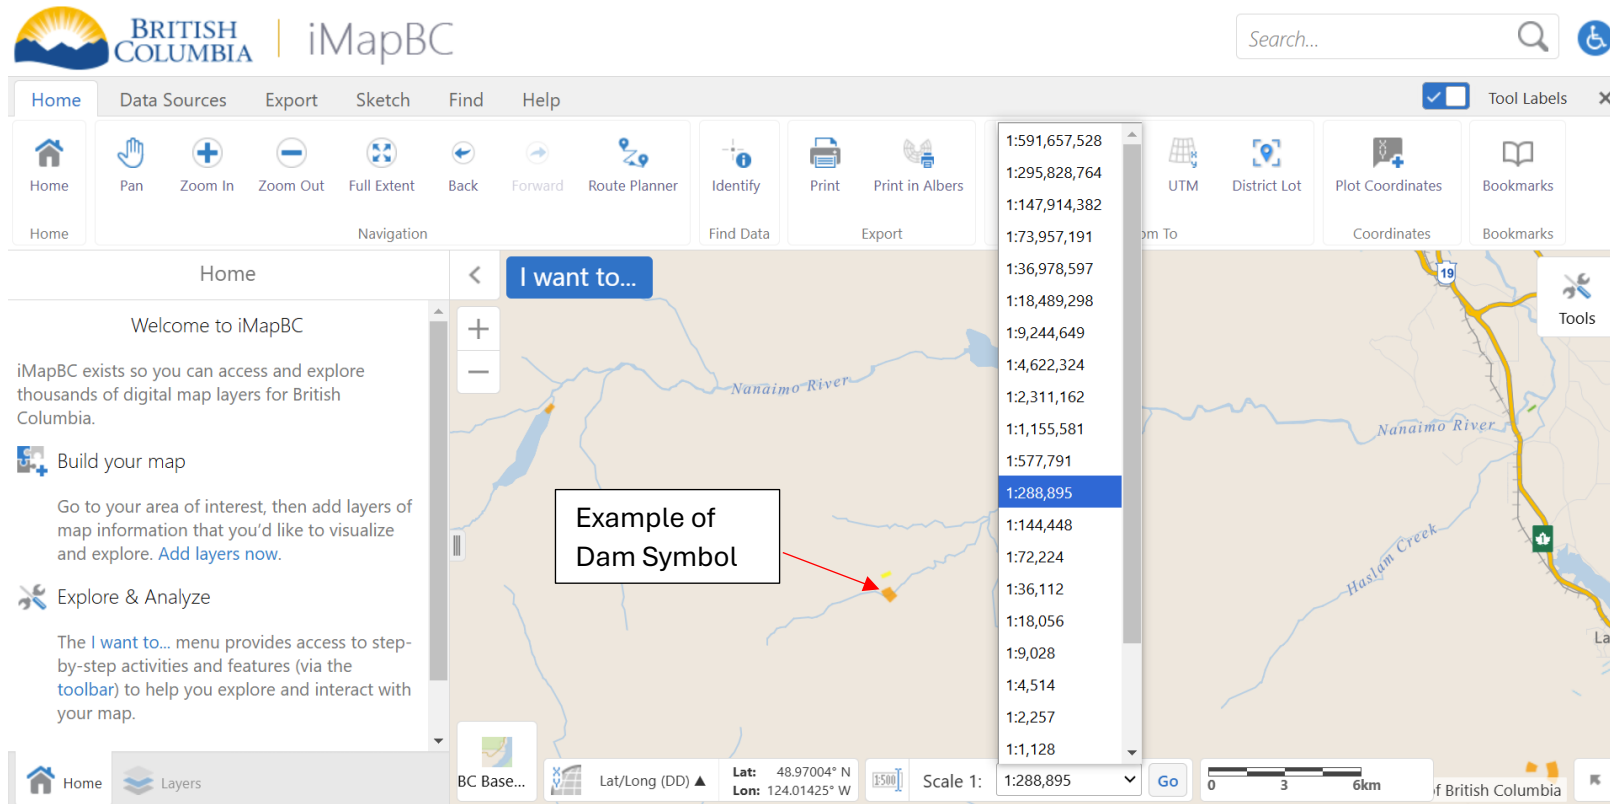 BRITISH
COLUMBIA
iMapBC
Search...
Home Data Sources Export Sketch Find Help
Tool Labels
Home
Pan
Zoom In
Zoom Out
Full Extent
Back
Forward
Route Planner
Identify
Print
Print in Albers
UTM
District Lot
Plot Coordinates
Bookmarks
Home
Navigation
Find Data
Export
om To
Coordinates
Bookmarks
Home
Welcome to iMapBC
iMapBC exists so you can access and explore
thousands of digital map layers for British
Columbia.
Build your map
Go to your area of interest, then add layers of
map information that you'd like to visualize
and explore. Add layers now.
Explore & Analyze
The I want to... menu provides access to step-
by-step activities and features (via the
toolbar) to help you explore and interact with
your map.
Home
Layers
I want to...
Nanaimo River
Example of
Dam Symbol
1:591,657,528
1:295,828,764
1:147,914,382
1:73,957,191
1:36,978,597
1:18,489,298
1:9,244,649
1:4,622,324
1:2,311,162
1:1,155,581
1:577,791
1:288,895
1:144,448
1:72,224
1:36,112
1:18,056
1:9,028
1:4,514
1:2,257
1:1,128
19
Tools
Nanaimo River
Haslam Creek
1
La
BC Base...
X
Y
Lat/Long (DD)
Lat: 48.97004° N
Lon: 124.01425° W
1:500
Scale 1:
1:288,895
Go
0 3 6km
of British Columbia